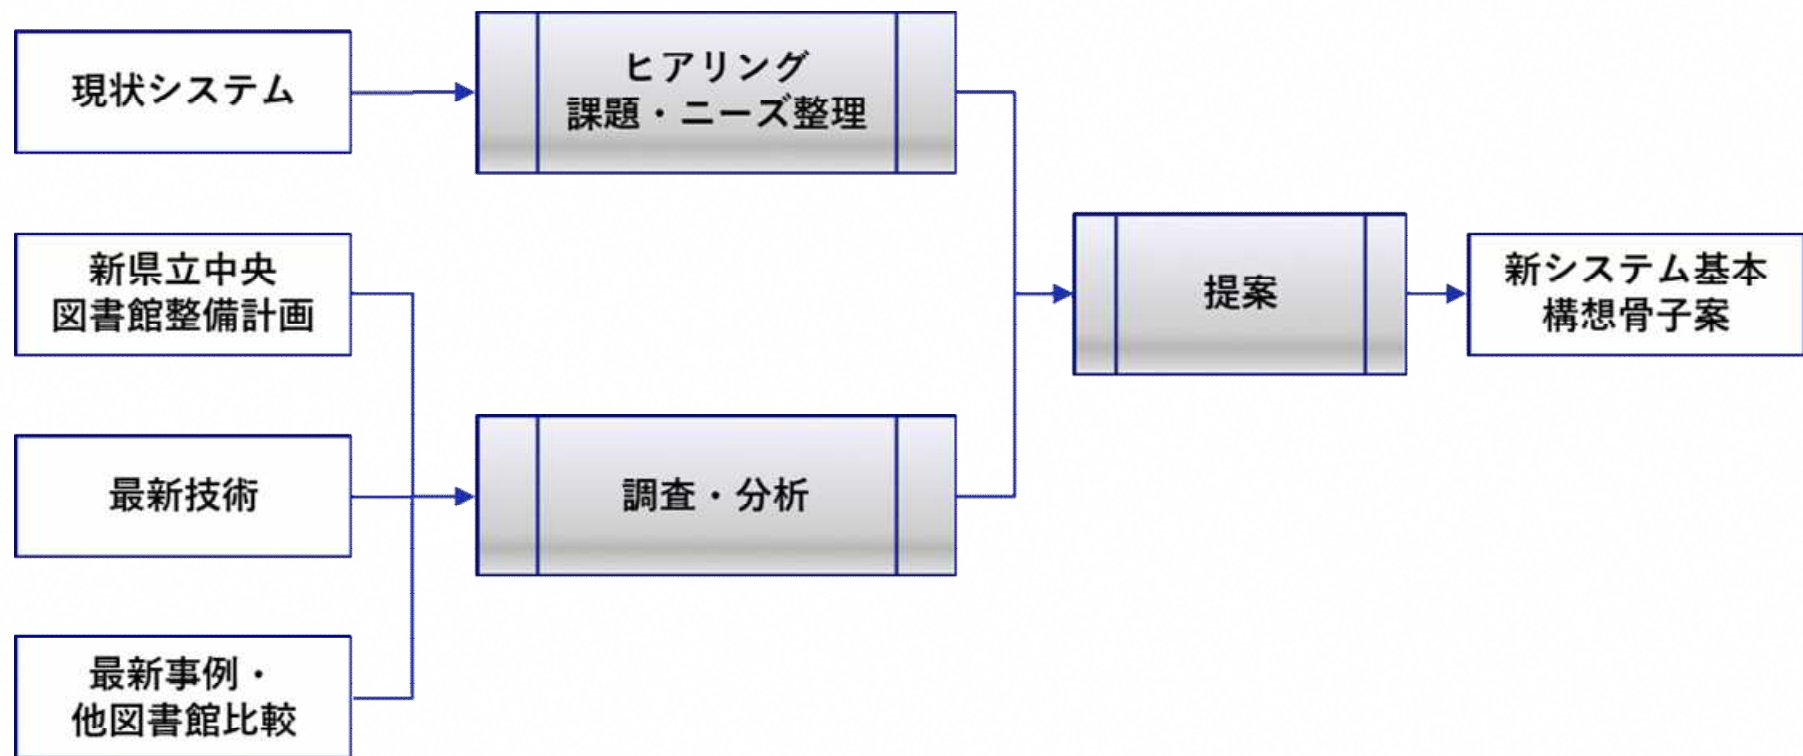 現状システム
ヒアリング
課題・ニーズ整理
新県立中央
図書館整備計画
提案
新システム基本
構想骨子案
最新技術
調査・分析
最新事例・
他図書館比較